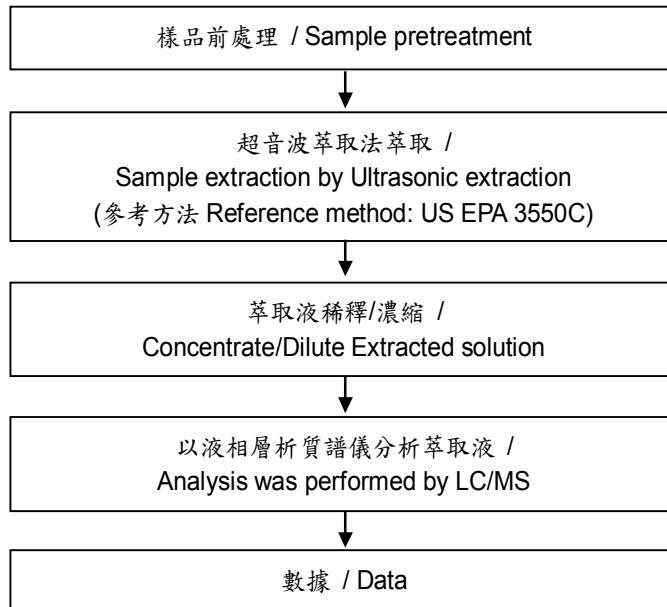 樣品前處理 / Sample pretreatment
超音波萃取法萃取 /
Sample extraction by Ultrasonic extraction
(參考方法 Reference method: US EPA 3550C)
萃取液稀釋/濃縮 /
Concentrate/Dilute Extracted solution
以液相層析質譜儀分析萃取液 /
Analysis was performed by LC/MS
數據 / Data